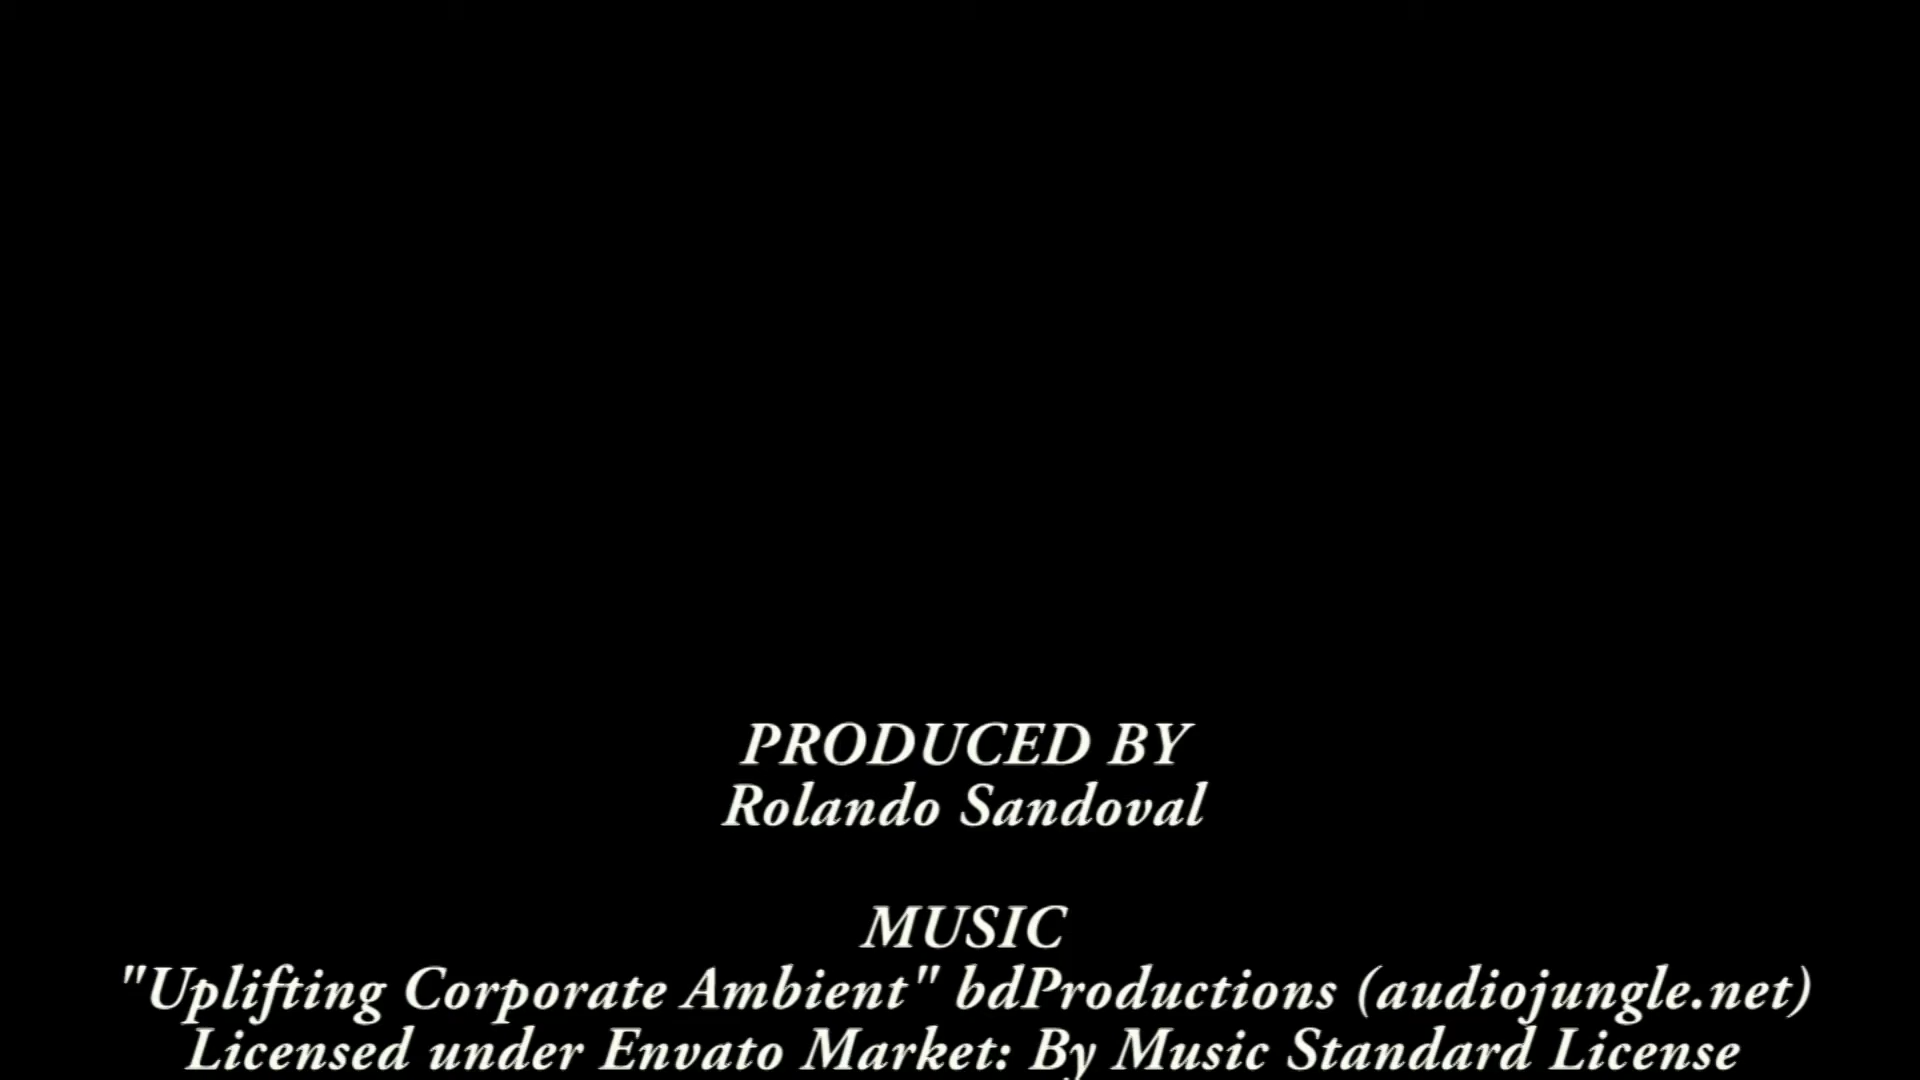 PRODUCED BY
Rolando Sandoval
MUSIC
"Uplifting Corporate Ambient" bdProductions (audiojungle.net)
Licensed under Envato Market: By Music Standard License